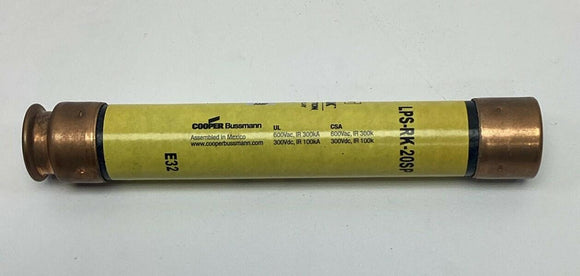 COOPER Bussmann
Assembled in Mexico
www.cooperbussmann.com
UL
600Vac, IR 300kA
300Vdc, IR 100kA
CSA
600Vac, IR 300k
300Vdc, IR 100k
E32
LPS-RK-20SP